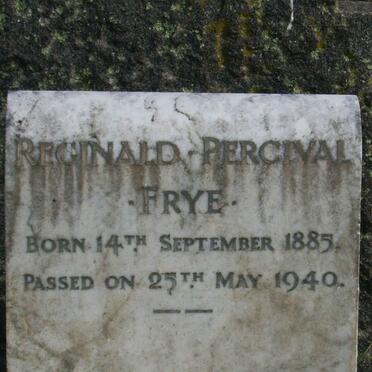 REGINALD · PERCIVAL
· FRYE ·
BORN 14TH SEPTEMBER 1885.
PASSED ON 25TH MAY 1940.